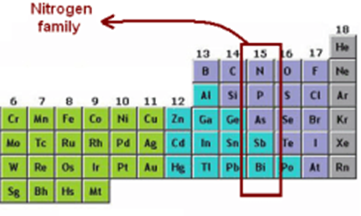 Nitrogen
family
18
13 14 15 16 17 He
B C N O F Ne
6 7 8 9 10 11 12 Al Si P S Cl Ar
Cr Mn Fe Co Ni Cu Zn Ga Ge As Se Br Kr
Mo Tc Ru Rh Pd Ag Cd In Sn Sb Te I Xe
W Re Os Ir Pt Au Hg Tl Pb Bi Po At Rn
Sg Bh Hs Mt